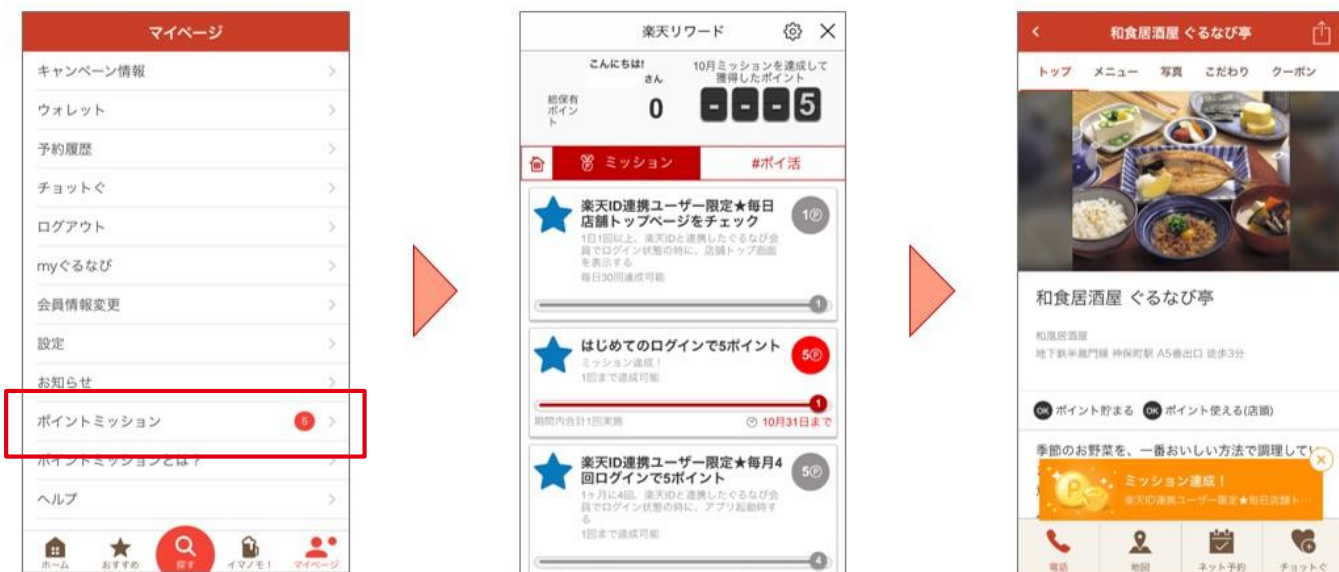 マイページ
キャンペーン情報
ウォレット
予約履歴
チョットぐ
ログアウト
myぐるなび
会員情報変更
設定
お知らせ
ポイントミッション
5
ポイントミッションとは?
ヘルプ
ホーム
おすすめ
探す
イマノモ!
マイページ
楽天リワード
こんにちは!
さん
総保有
ポイン
ト
0
10月ミッションを達成して
獲得したポイント
- - - 5
ミッション
#ポイ活
楽天ID連携ユーザー限定★毎日
店舗トップページをチェック
1P
1日1回以上、楽天IDと連携したぐるなび会
員でログイン状態の時に、店舗トップ画面
を表示する
毎日30回達成可能
1
はじめてのログインで5ポイント
5P
ミッション達成!
1回まで達成可能
1
期間内合計1回実施
10月31日まで
楽天ID連携ユーザー限定★毎月4
回ログインで5ポイント
5P
1ヶ月に4回、楽天IDと連携したぐるなび会
員でログイン状態の時に、アプリ起動時す
る
1回まで達成可能
4
和食居酒屋 ぐるなび亭
トップ
メニュー
写真
こだわり
クーポン
和食居酒屋 ぐるなび亭
和風居酒屋
地下鉄半蔵門線 神保町駅 A5番出口 徒歩3分
OK ポイント貯まる OK ポイント使える(店頭)
季節のお野菜を、一番おいしい方法で調理してい
P
ミッション達成!
楽天ID連携ユーザー限定★毎日店舗ト…
電話
地図
ネット予約
チョットぐ